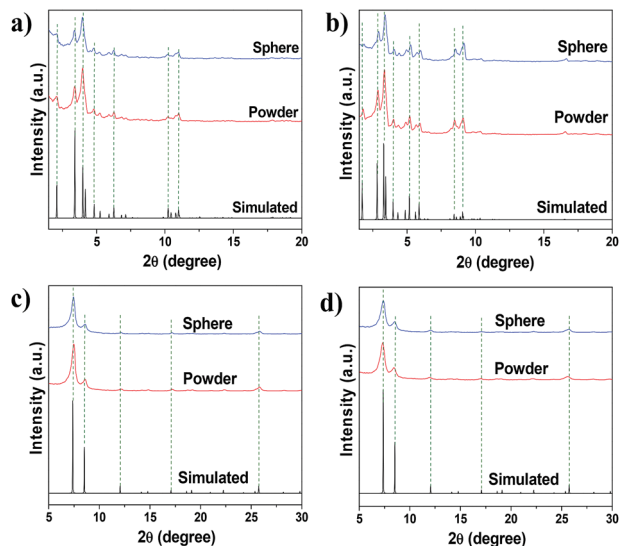 a)
Intensity (a.u.)
Sphere
Powder
Simulated
5 10 15 20
2θ (degree)
b)
Intensity (a.u.)
Sphere
Powder
Simulated
5 10 15 20
2θ (degree)
c)
Intensity (a.u.)
Sphere
Powder
Simulated
5 10 15 20 25 30
2θ (degree)
d)
Intensity (a.u.)
Sphere
Powder
Simulated
5 10 15 20 25 30
2θ (degree)